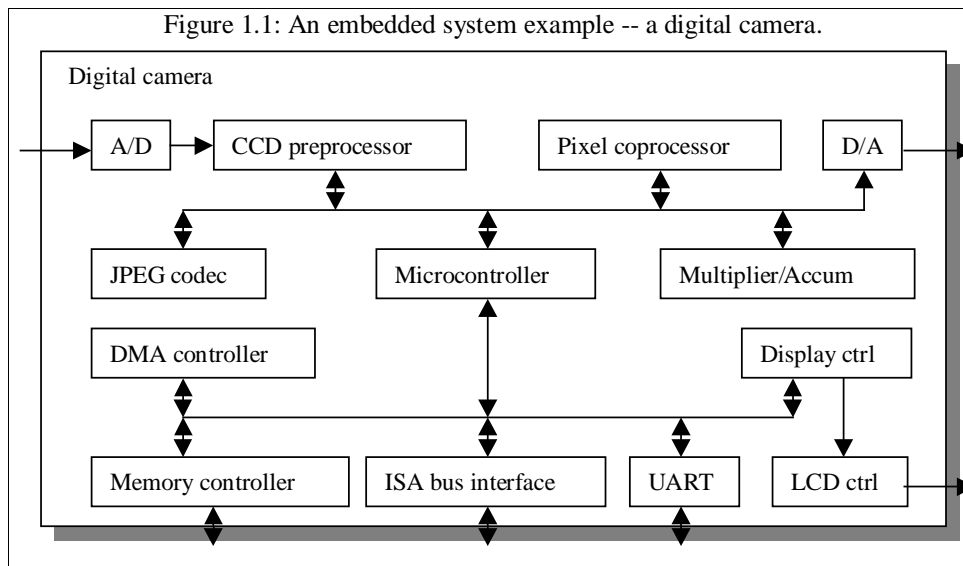 Figure 1.1: An embedded system example -- a digital camera.
Digital camera
A/D
CCD preprocessor
Pixel coprocessor
D/A
JPEG codec
Microcontroller
Multiplier/Accum
DMA controller
Display ctrl
Memory controller
ISA bus interface
UART
LCD ctrl